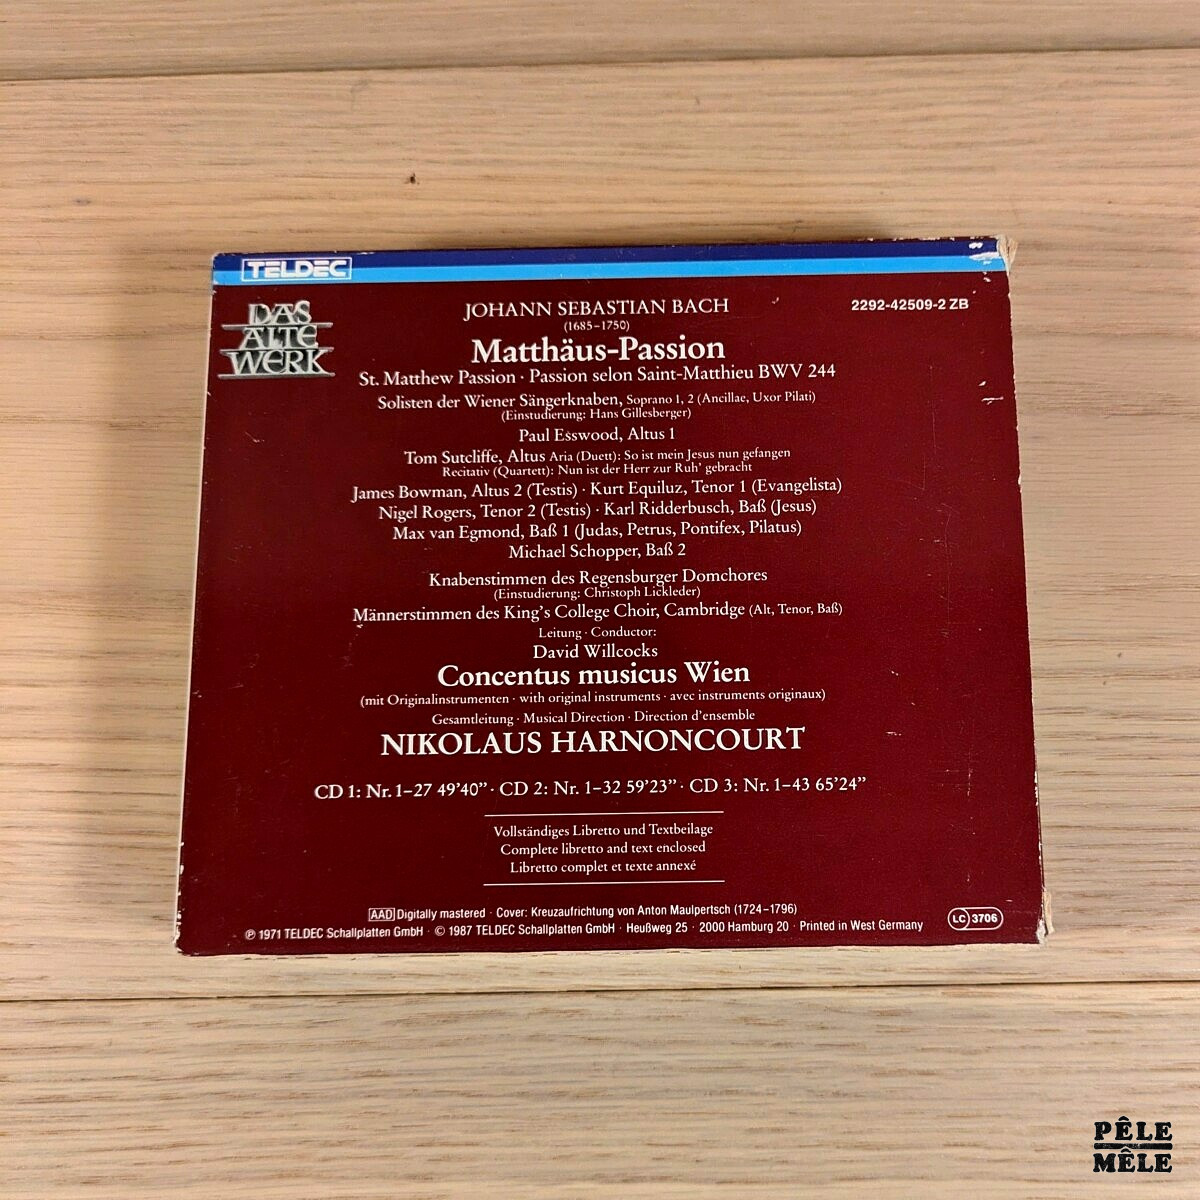 TELDEC
DAS
ALTE
WERK
JOHANN SEBASTIAN BACH
2292-42509-2 ZB
(1685–1750)
Matthäus-Passion
St. Matthew Passion · Passion selon Saint-Matthieu BWV 244
Solisten der Wiener Sängerknaben, Soprano 1, 2 (Ancillae, Uxor Pilati)
(Einstudierung: Hans Gillesberger)
Paul Esswood, Altus 1
Tom Sutcliffe, Altus Aria (Duett): So ist mein Jesus nun gefangen
Recitativ (Quartett): Nun ist der Herr zur Ruh' gebracht
James Bowman, Altus 2 (Testis) · Kurt Equiluz, Tenor 1 (Evangelista)
Nigel Rogers, Tenor 2 (Testis) · Karl Ridderbusch, Baß (Jesus)
Max van Egmond, Baß 1 (Judas, Petrus, Pontifex, Pilatus)
Michael Schopper, Baß 2
Knabenstimmen des Regensburger Domchores
(Einstudierung: Christoph Lickleder)
Männerstimmen des King's College Choir, Cambridge (Alt, Tenor, Baß)
Leitung · Conductor:
David Willcocks
Concentus musicus Wien
(mit Originalinstrumenten · with original instruments · avec instruments originaux)
Gesamtleitung · Musical Direction · Direction d'ensemble
NIKOLAUS HARNONCOURT
CD 1: Nr. 1–27 49'40" · CD 2: Nr. 1–32 59'23" · CD 3: Nr. 1–43 65'24"
Vollständiges Libretto und Textbeilage
Complete libretto and text enclosed
Libretto complet et texte annexé
AAD Digitally mastered · Cover: Kreuzaufrichtung von Anton Maulpertsch (1724–1796)
℗ 1971 TELDEC Schallplatten GmbH · © 1987 TELDEC Schallplatten GmbH · Heußweg 25 · 2000 Hamburg 20 · Printed in West Germany
LC 3706
PÊLE
MÊLE